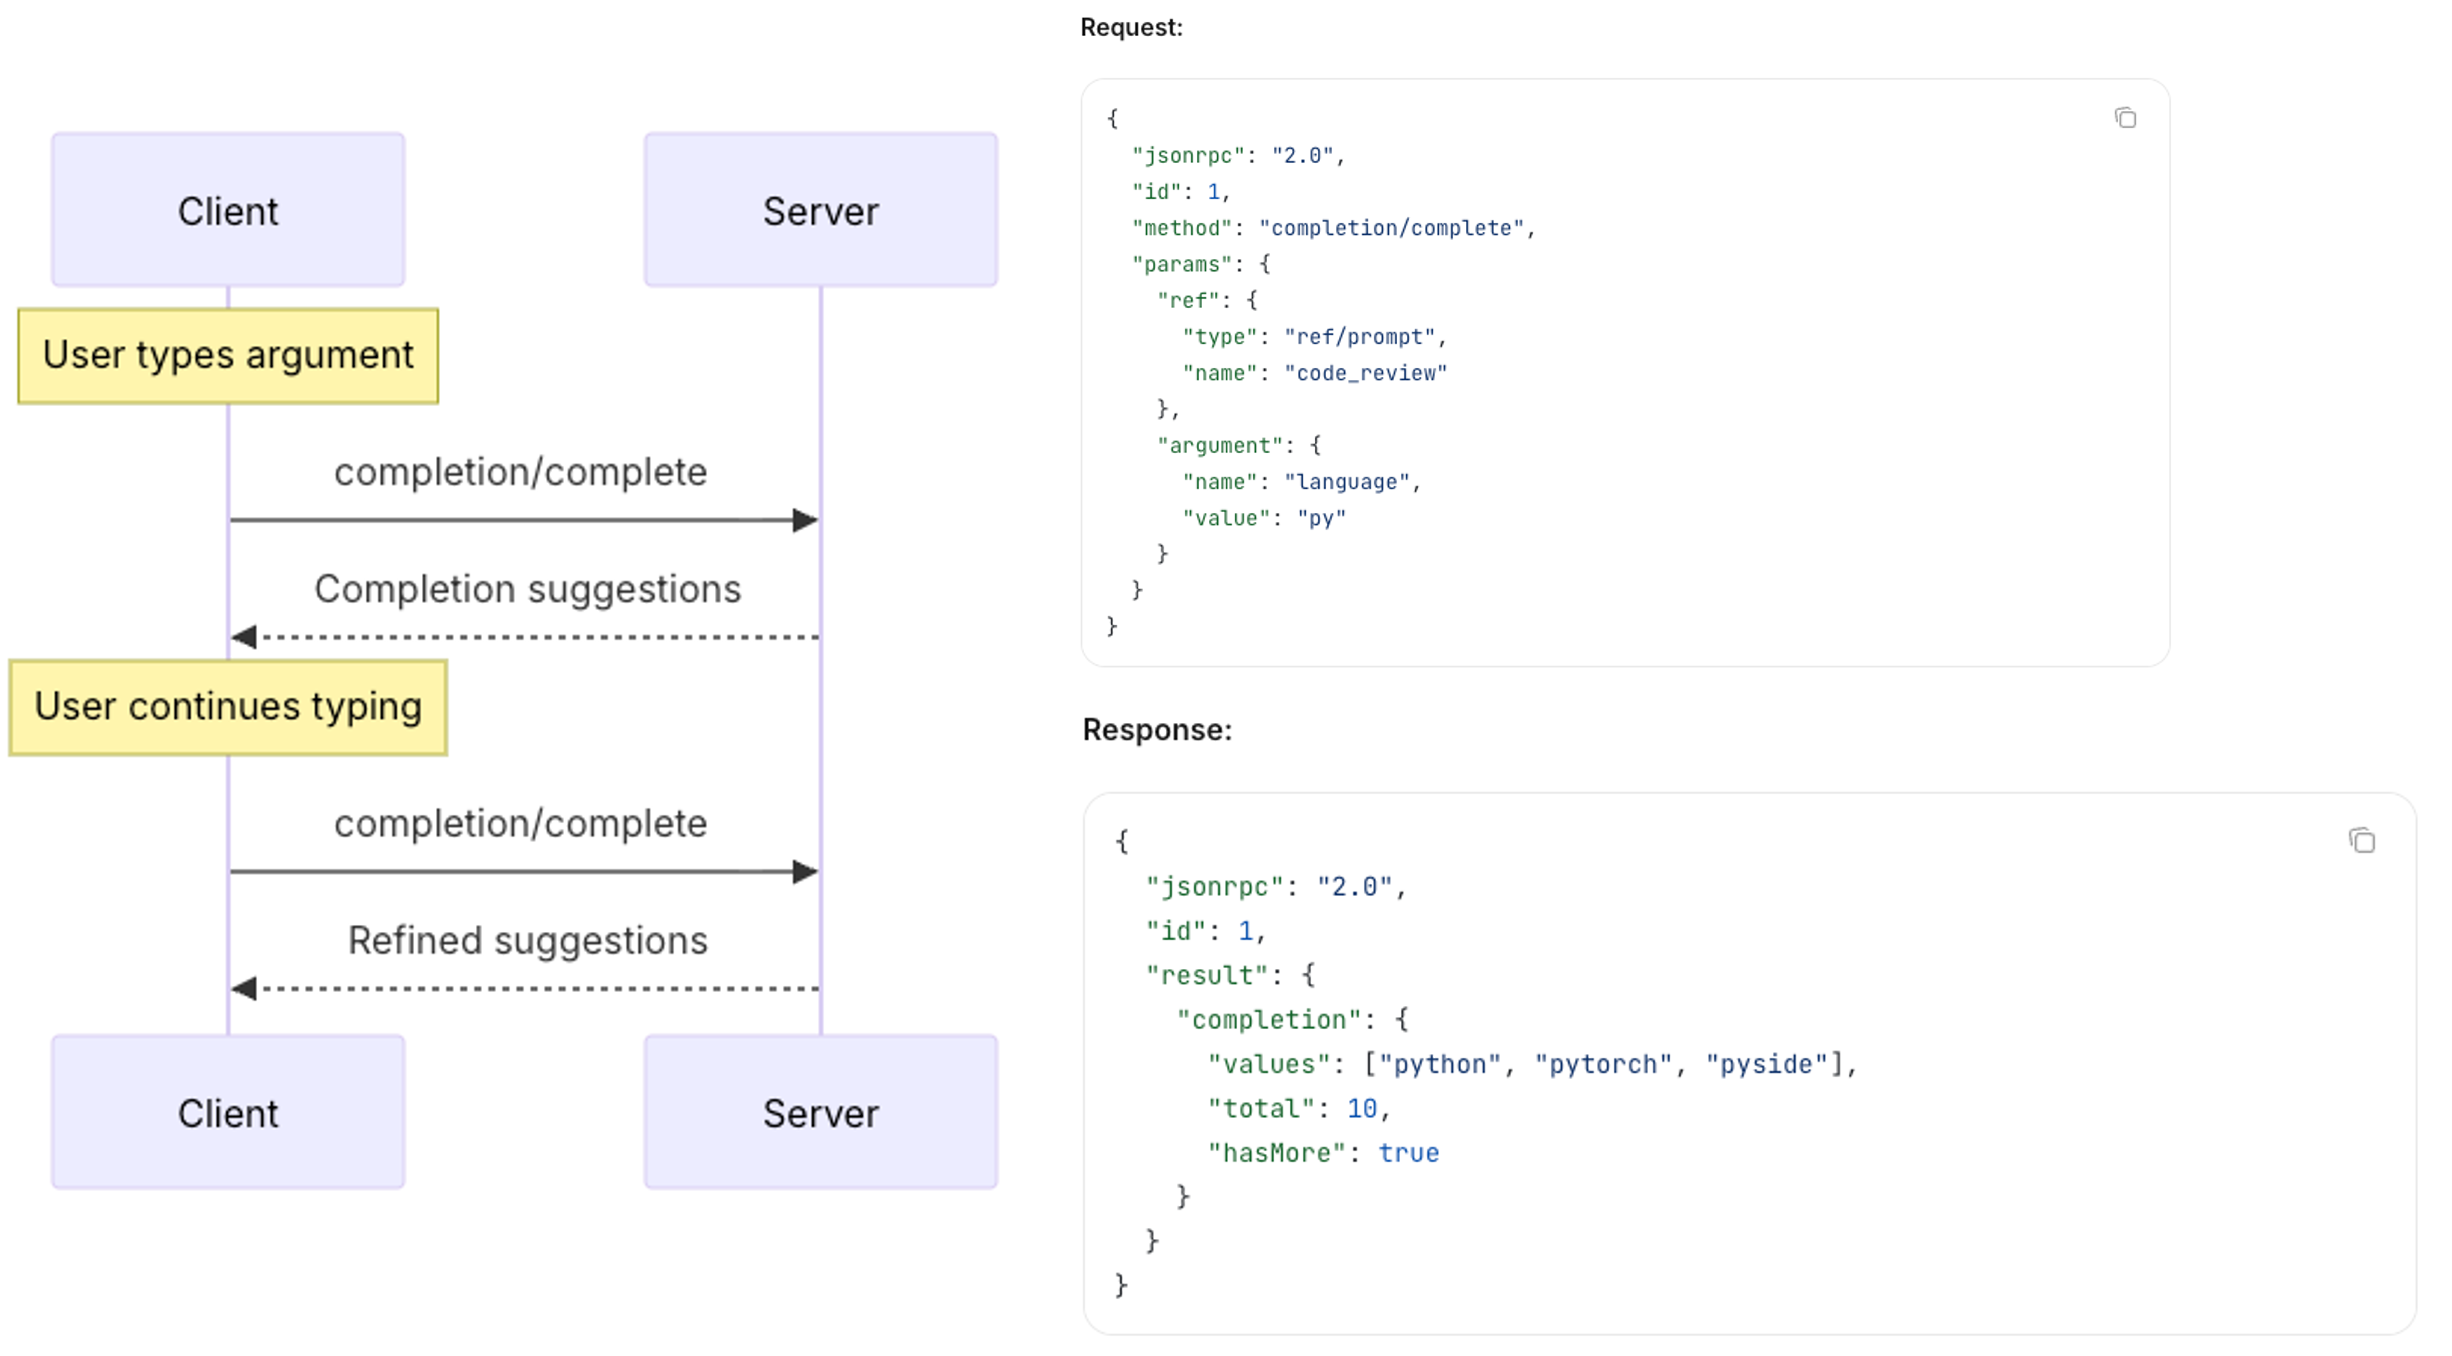 Client
Server
User types argument
completion/complete
Completion suggestions
User continues typing
completion/complete
Refined suggestions
Client
Server
Request:
{
  "jsonrpc": "2.0",
  "id": 1,
  "method": "completion/complete",
  "params": {
    "ref": {
      "type": "ref/prompt",
      "name": "code_review"
    },
    "argument": {
      "name": "language",
      "value": "py"
    }
  }
}
Response:
{
  "jsonrpc": "2.0",
  "id": 1,
  "result": {
    "completion": {
      "values": ["python", "pytorch", "pyside"],
      "total": 10,
      "hasMore": true
    }
  }
}